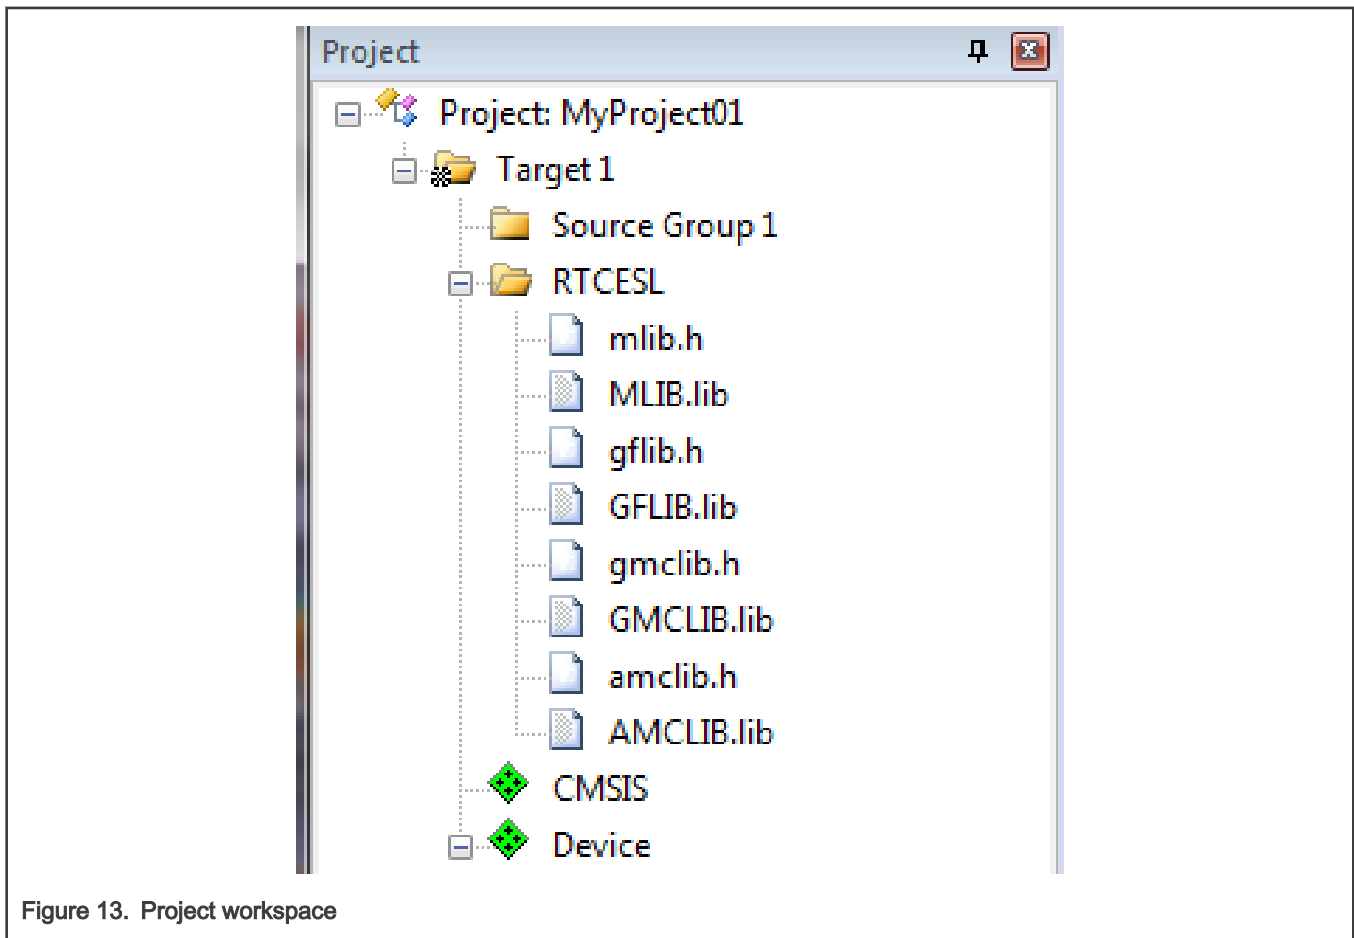 Project
Project: MyProject01
Target 1
Source Group 1
RTCESL
mlib.h
MLIB.lib
gflib.h
GFLIB.lib
gmclib.h
GMCLIB.lib
amclib.h
AMCLIB.lib
CMSIS
Device
Figure 13. Project workspace